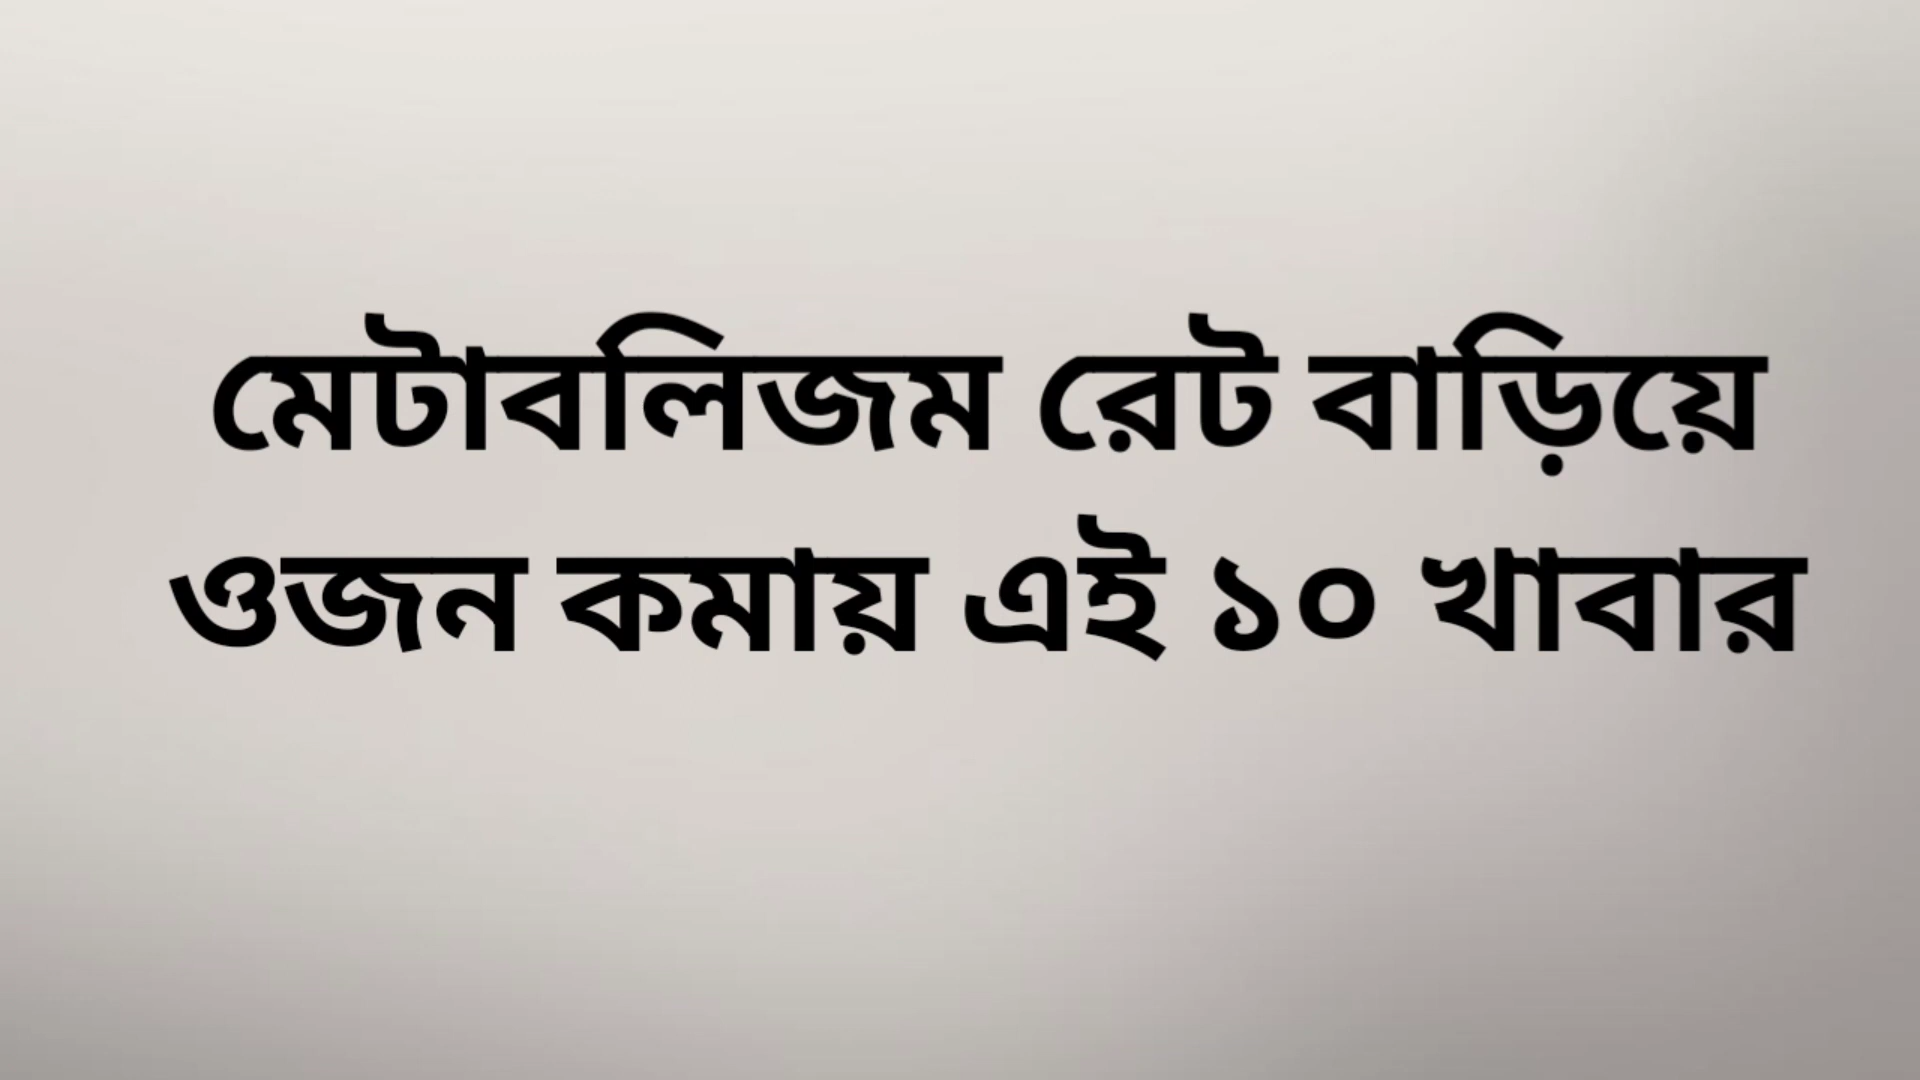 মেটাবলিজম রেট বাড়িয়ে
ওজন কমায় এই ১০ খাবার